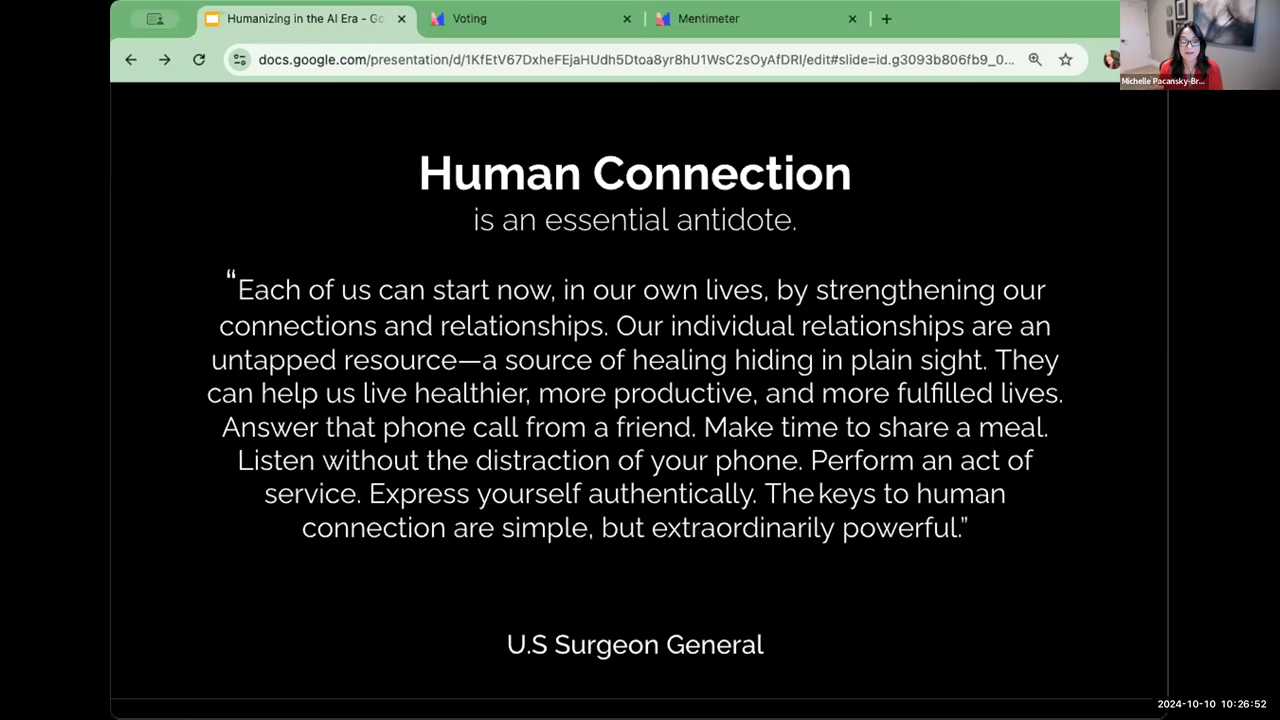 Humanizing in the AI Era - Go
Voting
Mentimeter
docs.google.com/presentation/d/1KfEtV67DxheFEjaHUdh5Dtoa8yr8hU1WsC2sOyAfDRI/edit#slide=id.g3093b806fb9_0...
Michelle Pacansky-Br...
Human Connection
is an essential antidote.
“Each of us can start now, in our own lives, by strengthening our
connections and relationships. Our individual relationships are an
untapped resource—a source of healing hiding in plain sight. They
can help us live healthier, more productive, and more fulfilled lives.
Answer that phone call from a friend. Make time to share a meal.
Listen without the distraction of your phone. Perform an act of
service. Express yourself authentically. The keys to human
connection are simple, but extraordinarily powerful.”
U.S Surgeon General
2024-10-10 10:26:52